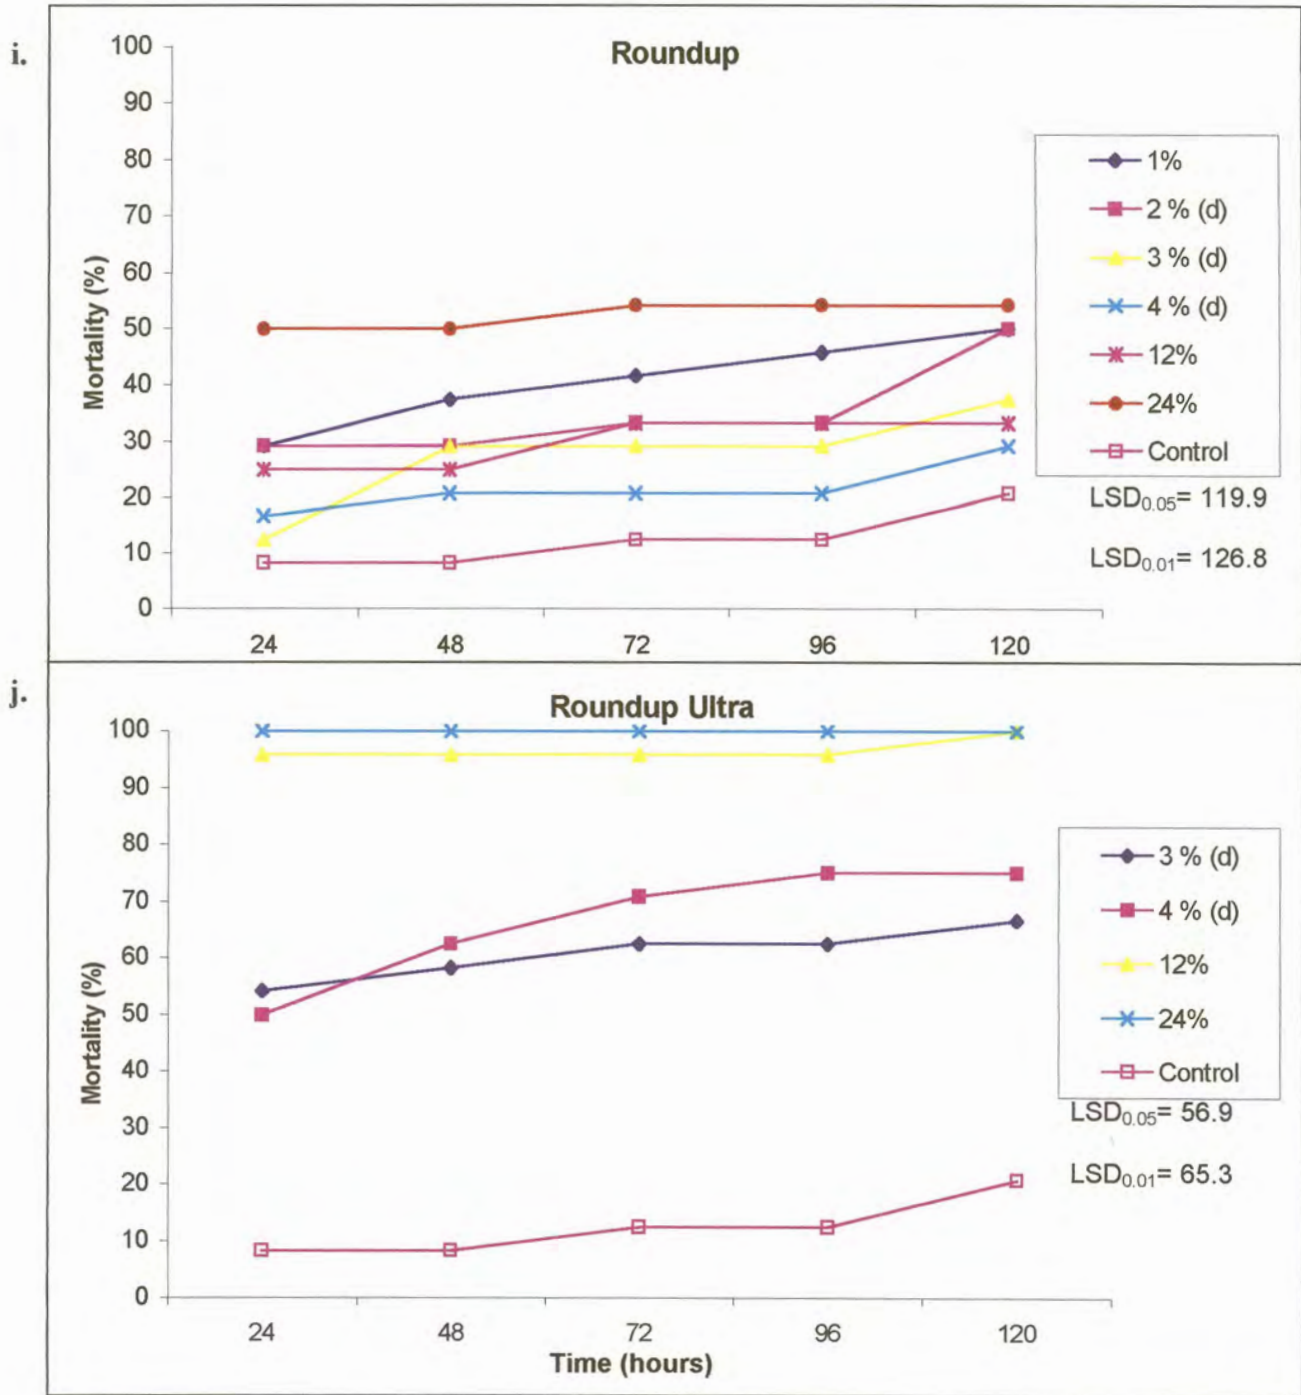 i.
Roundup
100
90
80
70
60
50
40
30
20
10
0
Mortality (%)
24 48 72 96 120
1%
2 % (d)
3 % (d)
4 % (d)
12%
24%
Control
LSD0.05= 119.9
LSD0.01= 126.8
j.
Roundup Ultra
100
90
80
70
60
50
40
30
20
10
0
Mortality (%)
24 48 72 96 120
Time (hours)
3 % (d)
4 % (d)
12%
24%
Control
LSD0.05= 56.9
LSD0.01= 65.3